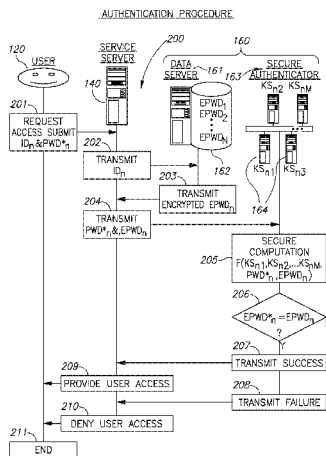 AUTHENTICATION PROCEDURE
120
USER
SERVICE
SERVER
200
140
160
DATA
SERVER
161
163
SECURE
AUTHENTICATOR
KSn2 KSnM
EPWD1
EPWD2
EPWDN
162
KSn1
KSn2
164
201
REQUEST
ACCESS SUBMIT
IDn&PWD*n
202
TRANSMIT
IDn
203
TRANSMIT
ENCRYPTED EPWDn
204
TRANSMIT
PWD*n&,EPWDn
205
SECURE
COMPUTATION
F(KSn1,KSn2,...KSnM,
PWD*n,EPWDn)
206
EPWD*n=EPWDn
?
Y
207
TRANSMIT SUCCESS
208
TRANSMIT FAILURE
209
PROVIDE USER ACCESS
210
DENY USER ACCESS
211
END